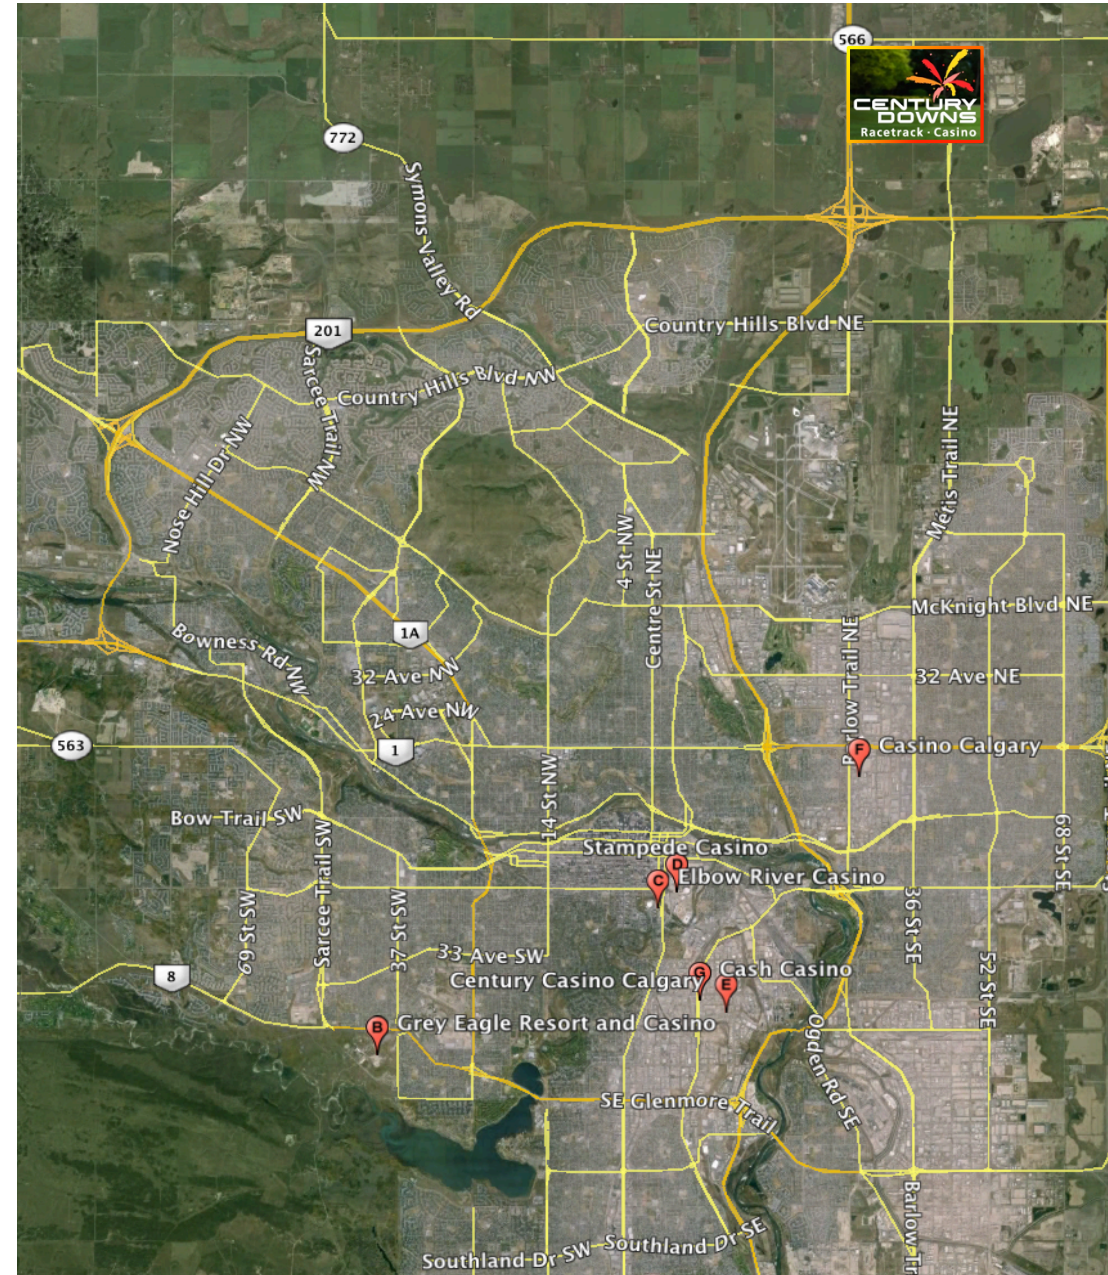 566
CENTURY
DOWNS
Racetrack · Casino
772
Symons Valley Rd
201
Country Hills Blvd NE
Sarcee Trail NW
Country Hills Blvd NW
Nose Hill Dr NW
Métis Trail NE
4 St NW
Centre St NE
McKnight Blvd NE
1A
Bowness Rd NW
Barlow Trail NE
32 Ave NW
32 Ave NE
24 Ave NW
563
1
F
Casino Calgary
14 St NW
Bow Trail SW
Sarcee Trail SW
68 St SE
Stampede Casino
D
C
Elbow River Casino
69 St SW
37 St SW
36 St SE
33 Ave SW
8
G
Cash Casino
Century Casino Calgary
E
52 St SE
B
Grey Eagle Resort and Casino
Ogden Rd SE
SE Glenmore Trail
Barlow Tr
Southland Dr SW
Southland Dr SE